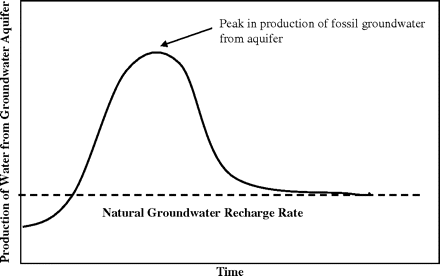 Production of Water from Groundwater Aquifer
Peak in production of fossil groundwater
from aquifer
Natural Groundwater Recharge Rate
Time